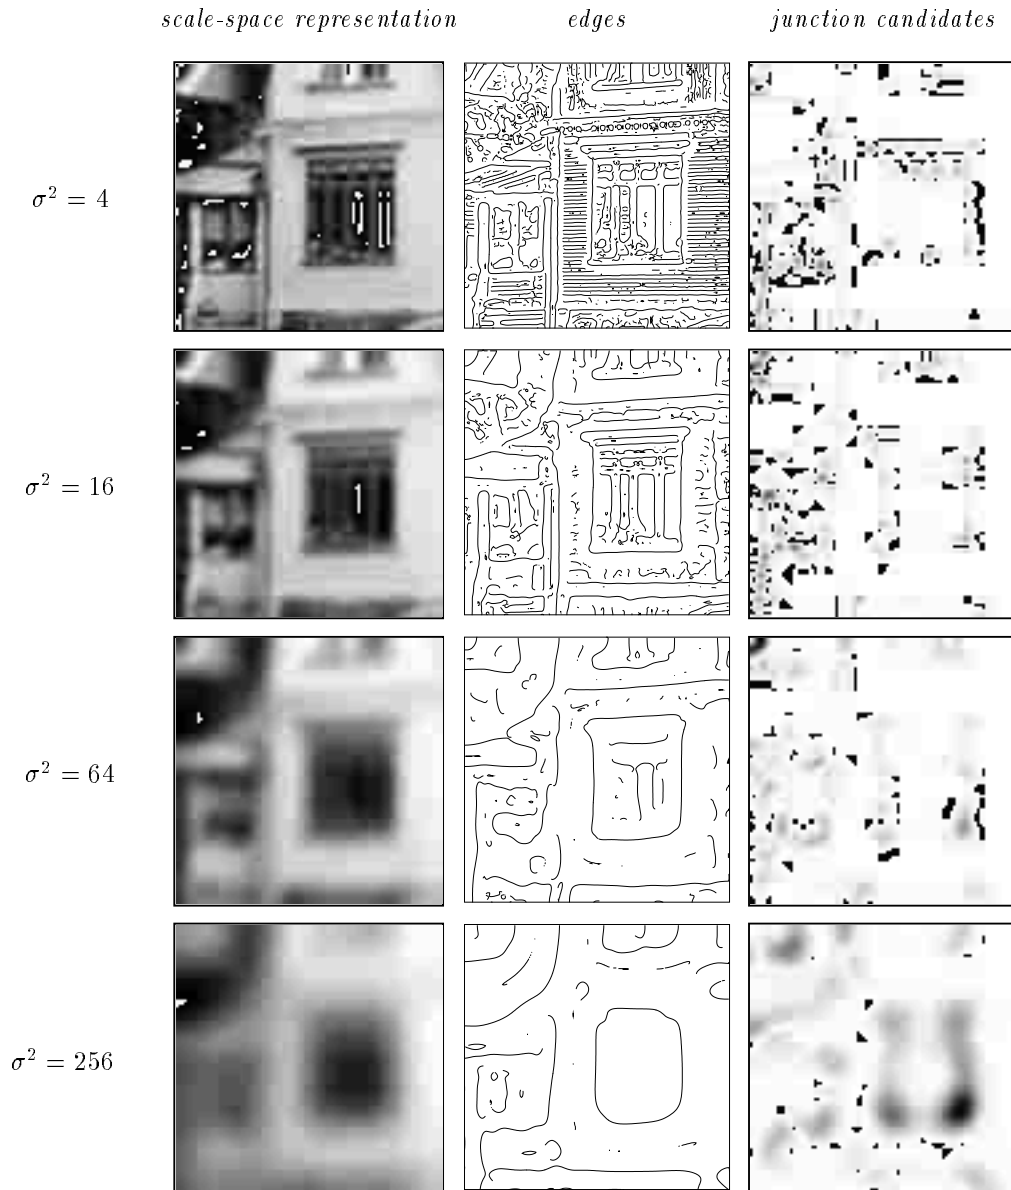 scale-space representation edges junction candidates
σ² = 4
σ² = 16
σ² = 64
σ² = 256